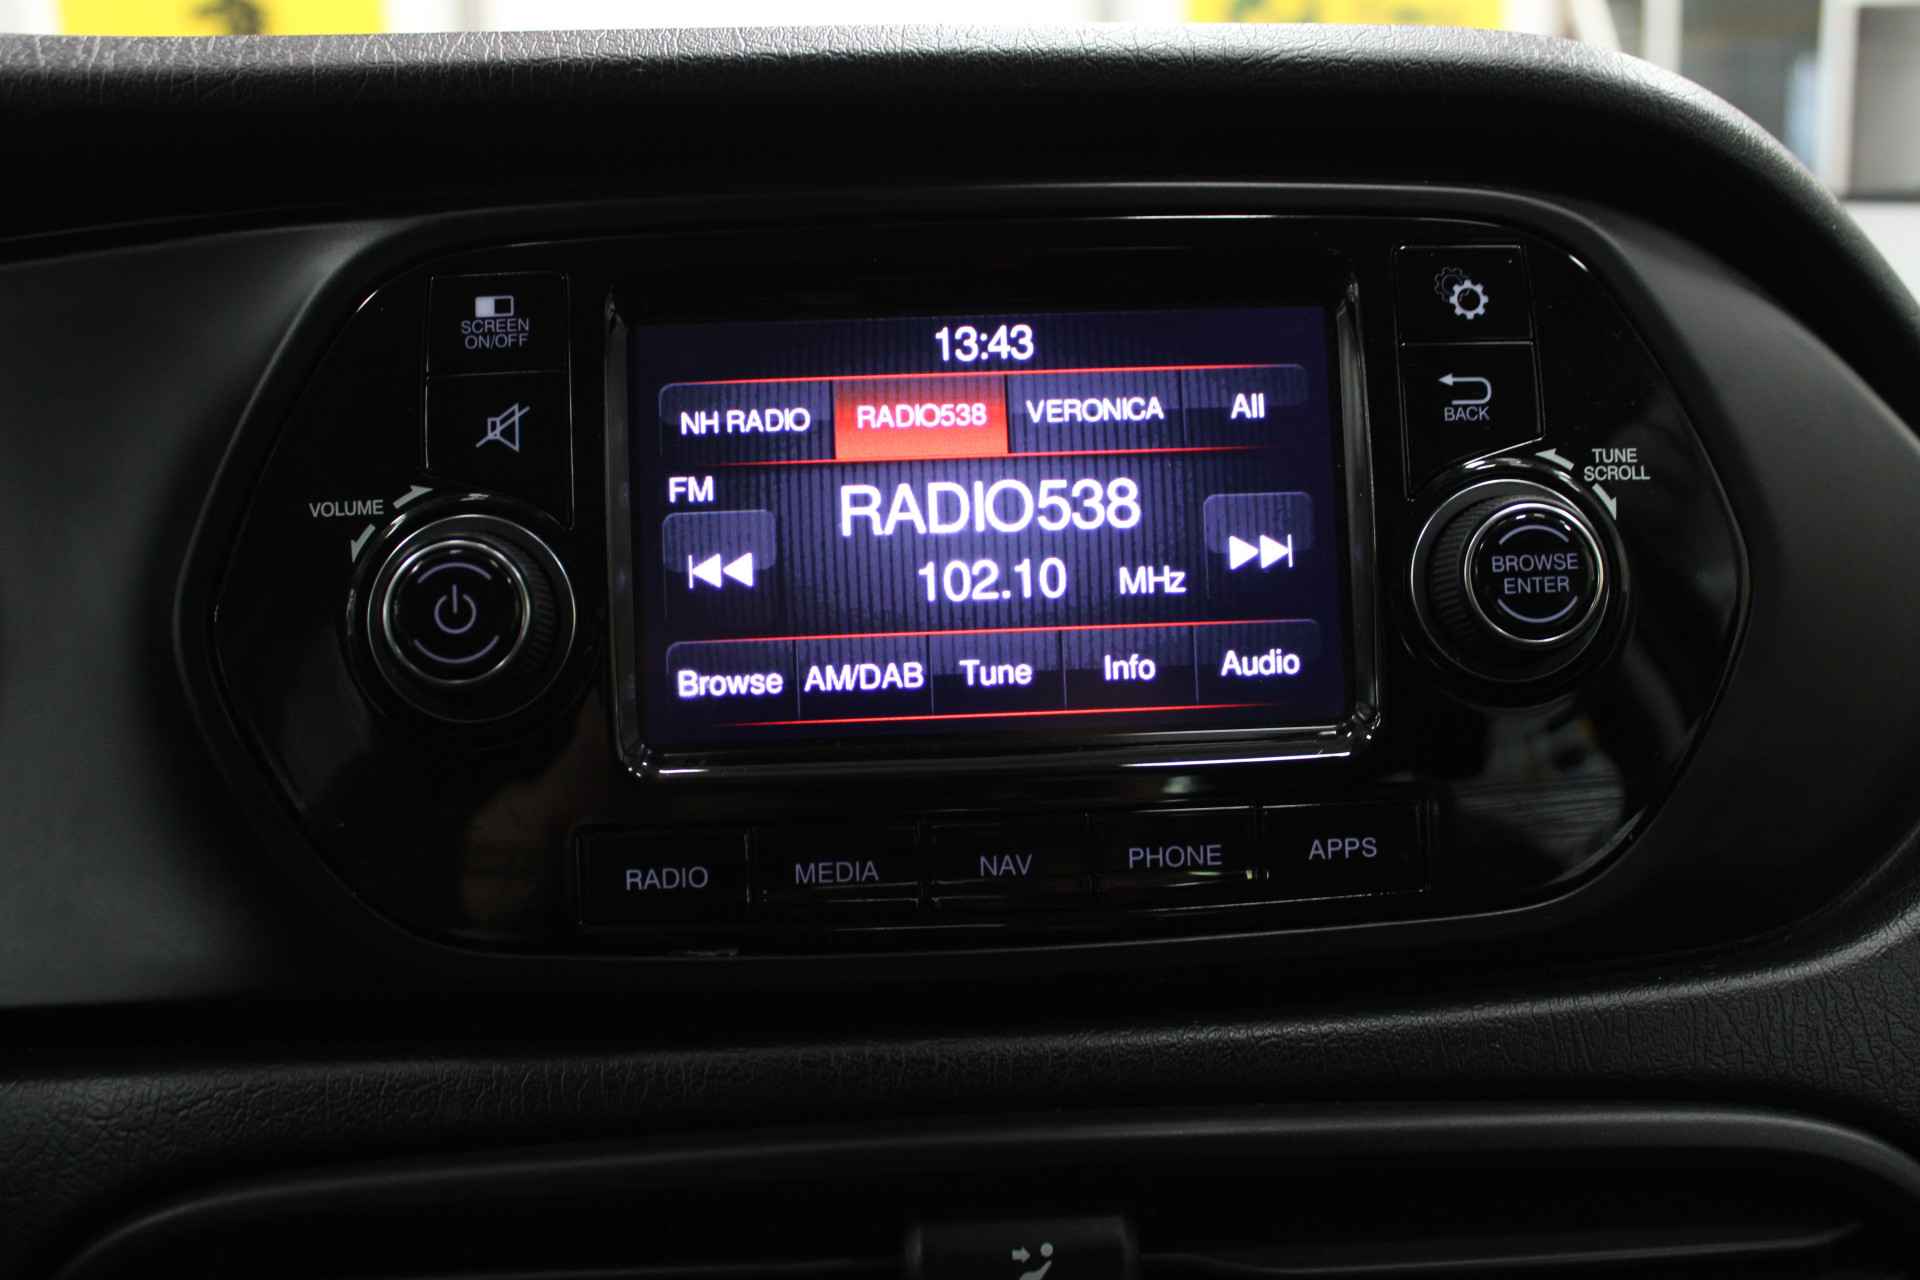 SCREEN
ON/OFF
VOLUME
13:43
NH RADIO RADIO538 VERONICA All
FM
RADIO538
102.10 MHz
Browse AM/DAB Tune Info Audio
BACK
TUNE
SCROLL
BROWSE
ENTER
RADIO MEDIA NAV PHONE APPS